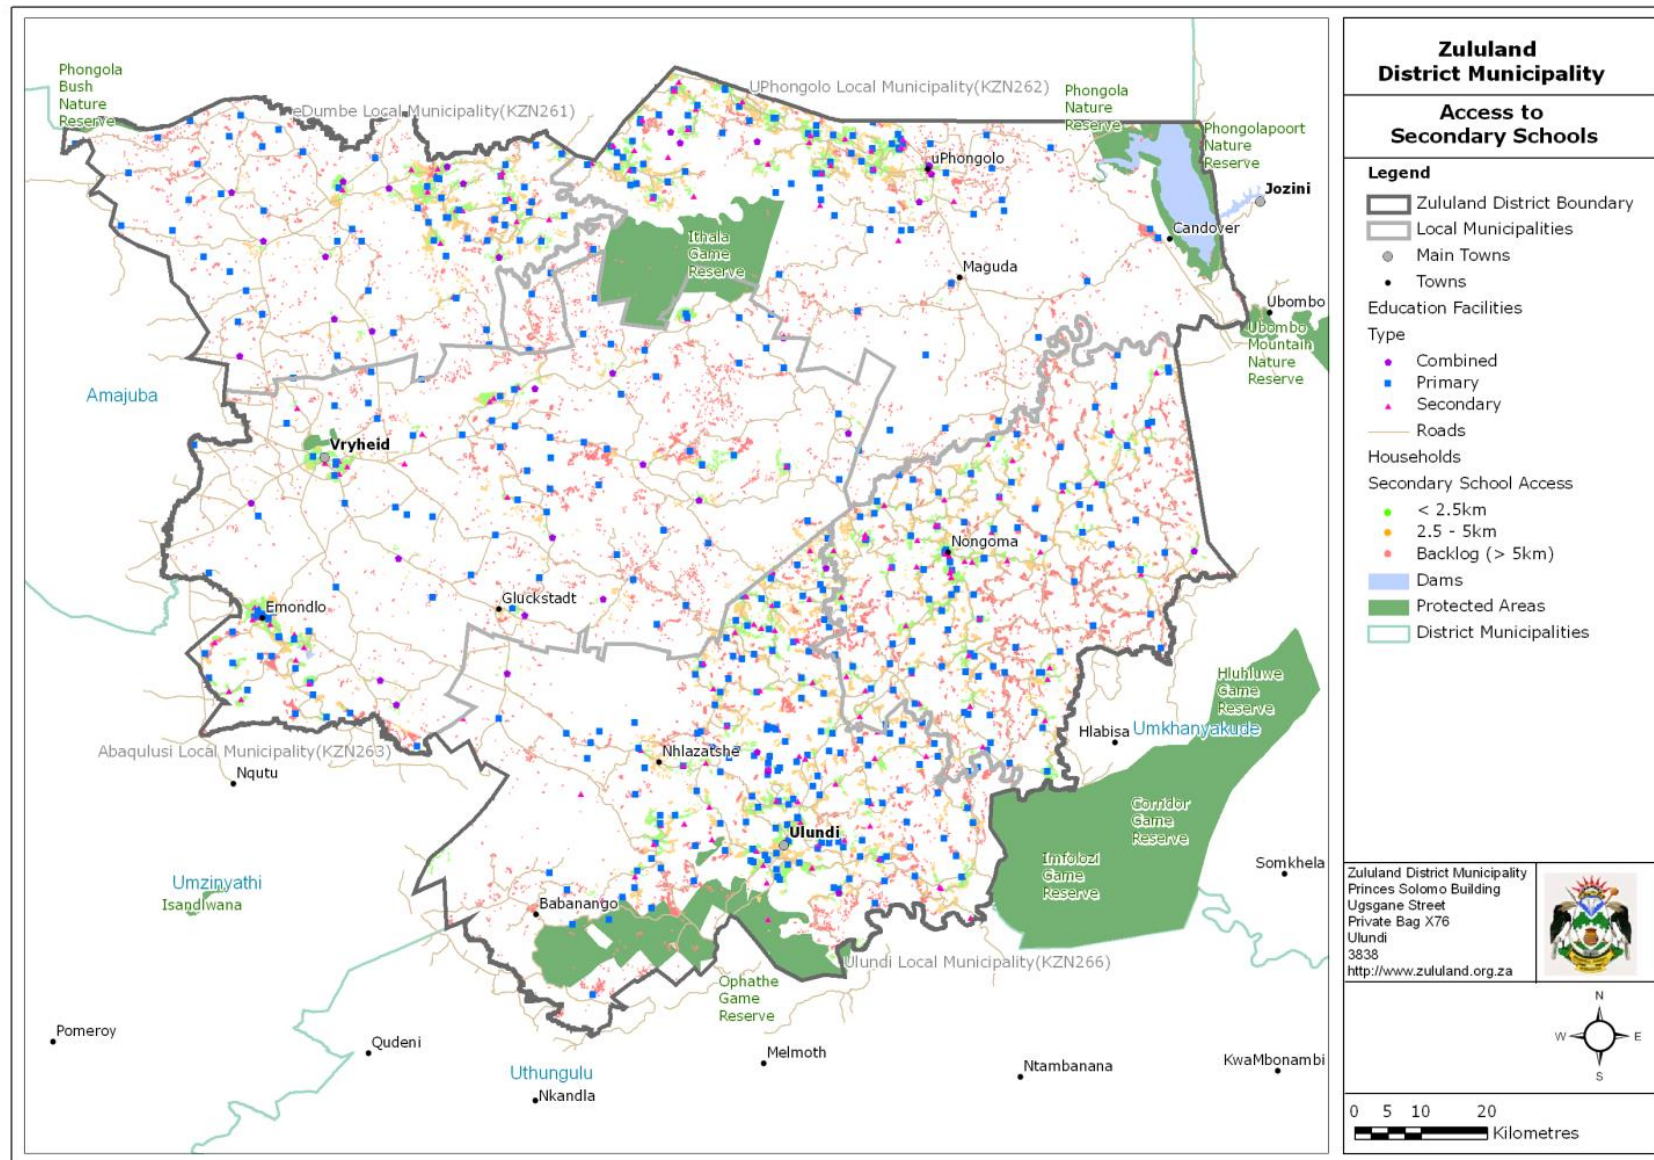 Phongola
Bush
Nature
Reserve
eDumbe Local Municipality(KZN261)
UPhongolo Local Municipality(KZN262)
Phongola
Nature
Reserve
Phongolapoort
Nature
Reserve
uPhongolo
Jozini
Candover
Ithala
Game
Reserve
Maguda
Ubombo
Ubombo
Mountain
Nature
Reserve
Amajuba
Vryheid
Nongoma
Emondlo
Gluckstadt
Hluhluwe
Game
Reserve
Hlabisa
Umkhanyakude
Abaqulusi Local Municipality(KZN263)
Nhlazatshe
Nqutu
Corridor
Game
Reserve
Ulundi
Imfolozi
Game
Reserve
Somkhela
Umzinyathi
Isandlwana
Babanango
Ulundi Local Municipality(KZN266)
Ophathe
Game
Reserve
Pomeroy
Qudeni
Melmoth
Uthungulu
Ntambanana
KwaMbonambi
Nkandla
Zululand
District Municipality
Access to
Secondary Schools
Legend
Zululand District Boundary
Local Municipalities
Main Towns
Towns
Education Facilities
Type
Combined
Primary
Secondary
Roads
Households
Secondary School Access
< 2.5km
2.5 - 5km
Backlog (> 5km)
Dams
Protected Areas
District Municipalities
Zululand District Municipality
Princes Solomo Building
Ugsgane Street
Private Bag X76
Ulundi
3838
http://www.zululand.org.za
N
W E
S
0 5 10 20
Kilometres